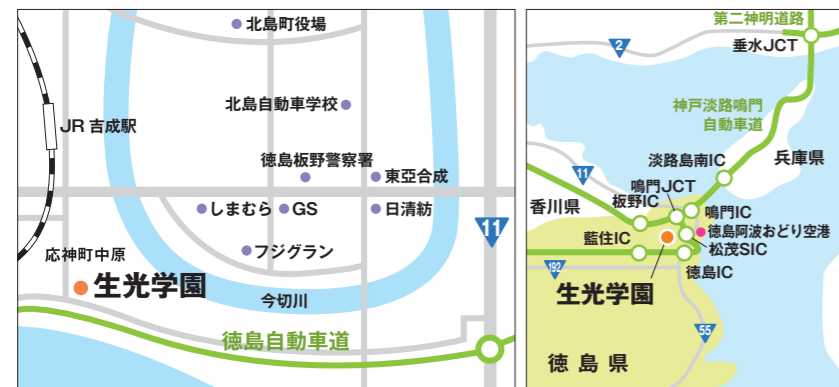 北島町役場
北島自動車学校
JR 吉成駅
徳島板野警察署
東亞合成
しまむら
GS
日清紡
11
フジグラン
応神町中原
生光学園
今切川
徳島自動車道
第二神明道路
2
垂水JCT
神戸淡路鳴門
自動車道
兵庫県
淡路島南IC
11
鳴門JCT
板野IC
香川県
鳴門IC
徳島阿波おどり空港
藍住IC
松茂SIC
徳島IC
192
生光学園
55
徳島県